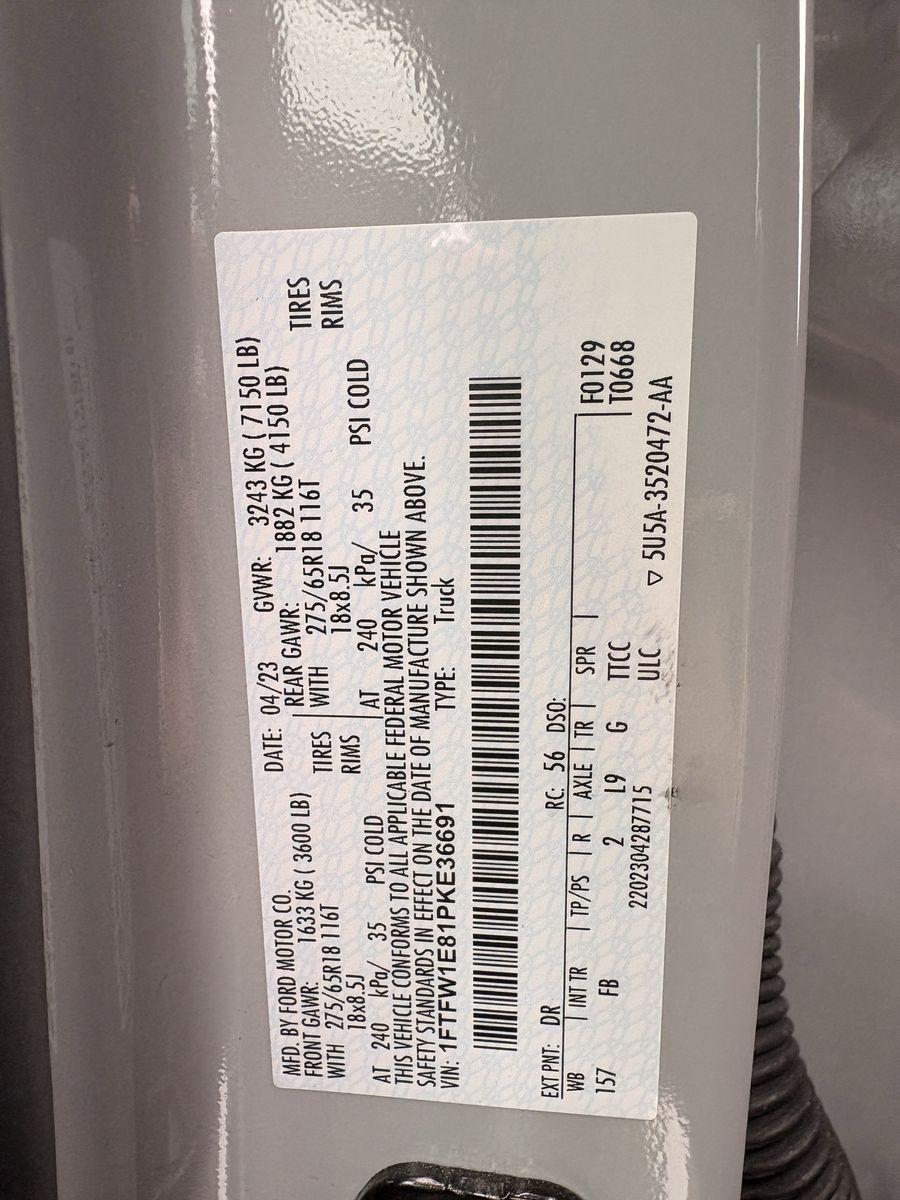 MFD. BY FORD MOTOR CO. DATE: 04/23 GVWR: 3243 KG ( 7150 LB)
FRONT GAWR: 1633 KG ( 3600 LB) REAR GAWR: 1882 KG ( 4150 LB)
WITH 275/65R18 116T TIRES WITH 275/65R18 116T TIRES
18x8.5J RIMS 18x8.5J RIMS
AT 240 kPa/ 35 PSI COLD AT 240 kPa/ 35 PSI COLD
THIS VEHICLE CONFORMS TO ALL APPLICABLE FEDERAL MOTOR VEHICLE
SAFETY STANDARDS IN EFFECT ON THE DATE OF MANUFACTURE SHOWN ABOVE.
VIN: 1FTFW1E81PKE36691 TYPE: Truck
EXT PNT: DR RC: 56 DSO:
WB | INT TR | TP/PS | R | AXLE | TR | SPR | F0129
157 FB 2 L9 G TTCC T0668
2202304287715 ULC
▽ 5U5A-3520472-AA